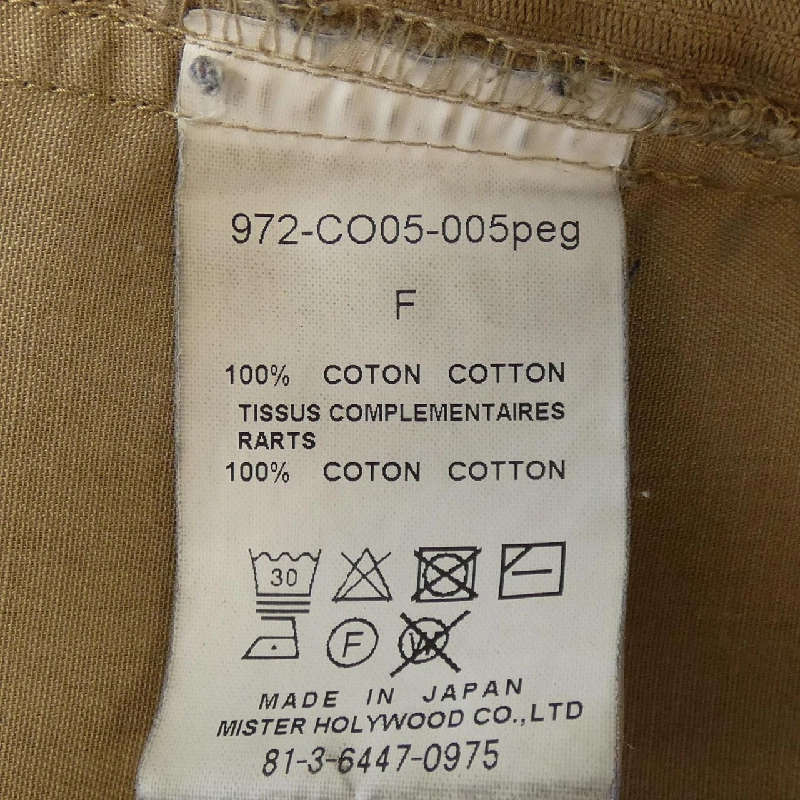 972-CO05-005peg
F
100% COTON COTTON
TISSUS COMPLEMENTAIRES
RARTS
100% COTON COTTON
30
F W
MADE IN JAPAN
MISTER HOLYWOOD CO.,LTD
81-3-6447-0975